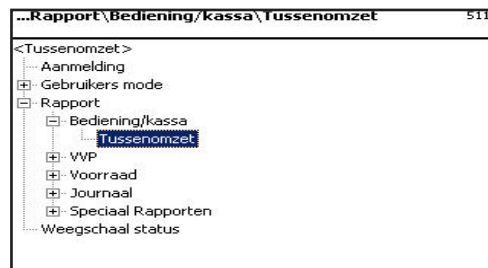 ...Rapport\Bediening/kassa\Tussenomzet 511
<Tussenomzet>
Aanmelding
Gebruikers mode
Rapport
Bediening/kassa
Tussenomzet
VVP
Voorraad
Journaal
Speciaal Rapporten
Weegschaal status